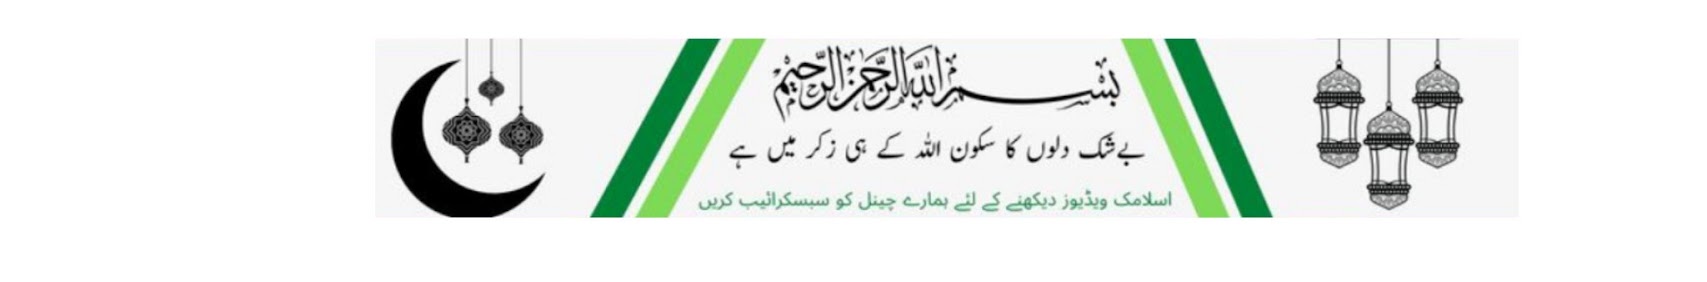 بسم اللہ الرحمن الرحیم
بے شک دلوں کا سکون اللہ کے ہی زکر میں ہے
اسلامک ویڈیوز دیکھنے کے لئے ہمارے چینل کو سبسکرائیب کریں